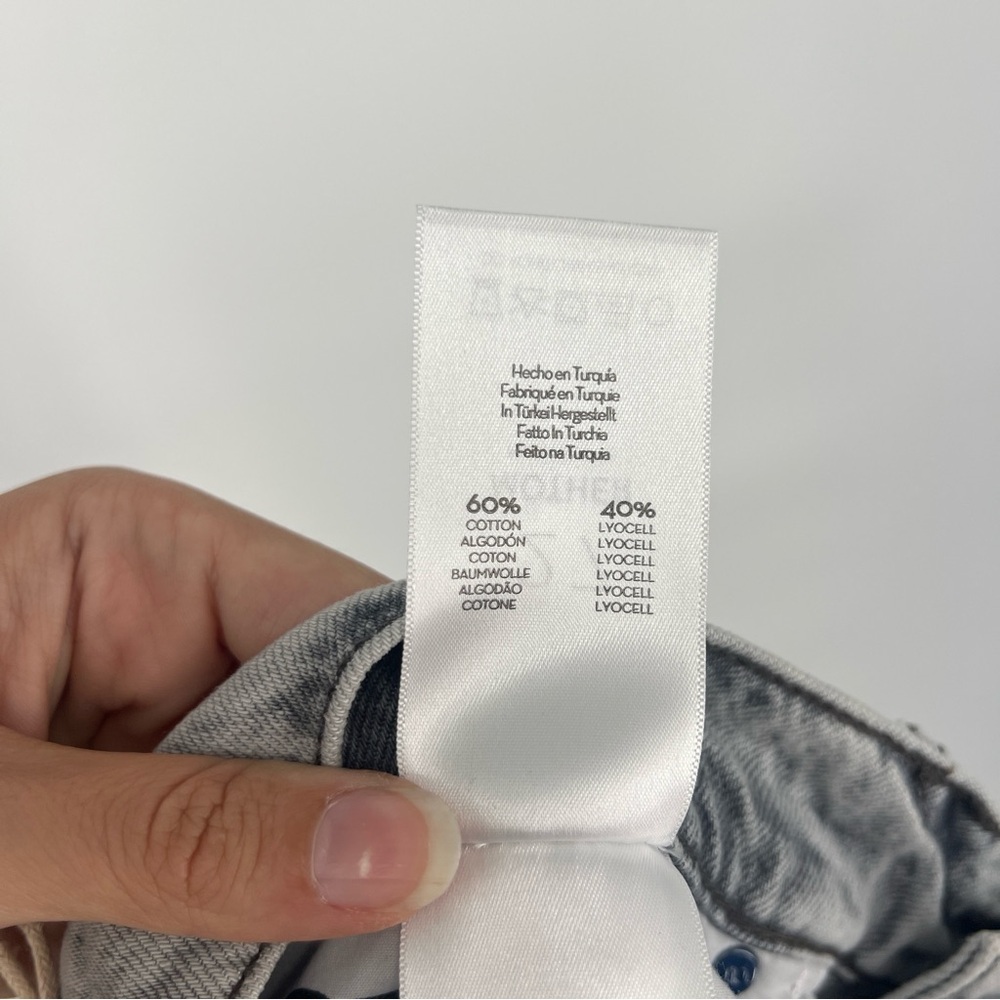 Hecho en Turquía
Fabriqué en Turquie
In Türkei Hergestellt
Fatto In Turchia
Feito na Turquia
MOTHER
60% 40%
COTTON LYOCELL
ALGODÓN LYOCELL
COTON LYOCELL
BAUMWOLLE LYOCELL
ALGODÃO LYOCELL
COTONE LYOCELL